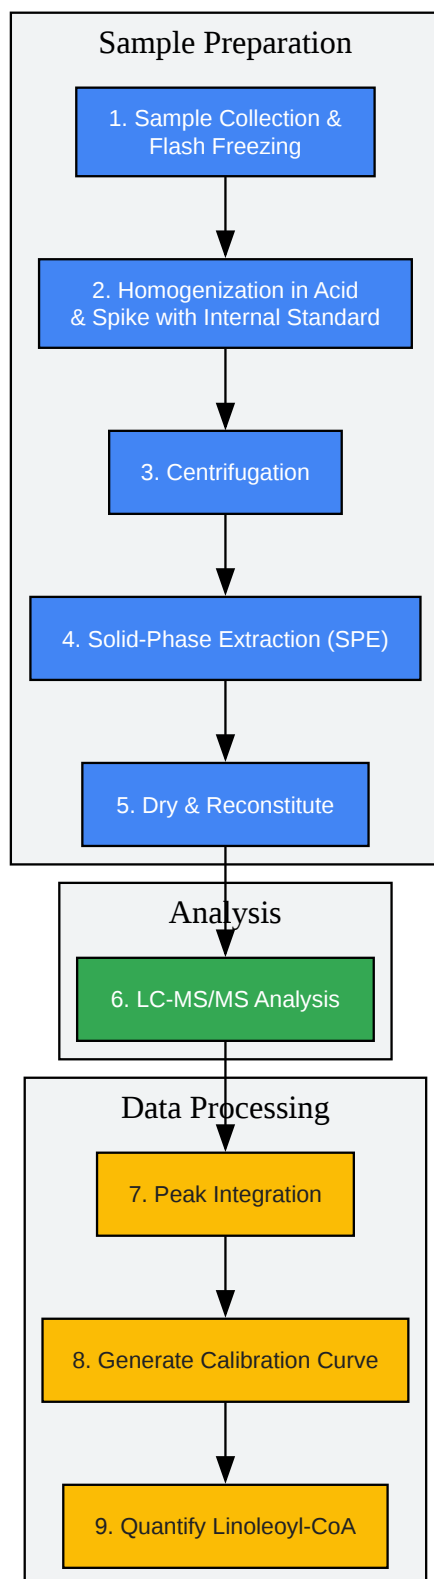 Sample Preparation
1. Sample Collection &
Flash Freezing
2. Homogenization in Acid
& Spike with Internal Standard
3. Centrifugation
4. Solid-Phase Extraction (SPE)
5. Dry & Reconstitute
Analysis
6. LC-MS/MS Analysis
Data Processing
7. Peak Integration
8. Generate Calibration Curve
9. Quantify Linoleoyl-CoA